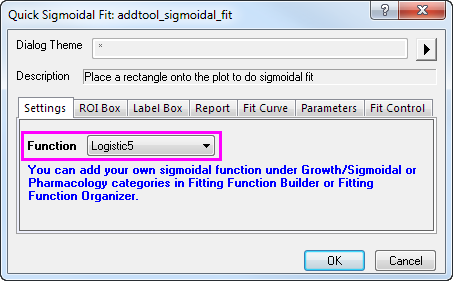 Quick Sigmoidal Fit: addtool_sigmoidal_fit
Dialog Theme *
Description Place a rectangle onto the plot to do sigmoidal fit
Settings ROI Box Label Box Report Fit Curve Parameters Fit Control
Function Logistic5
You can add your own sigmoidal function under Growth/Sigmoidal or
Pharmacology categories in Fitting Function Builder or Fitting
Function Organizer.
OK Cancel